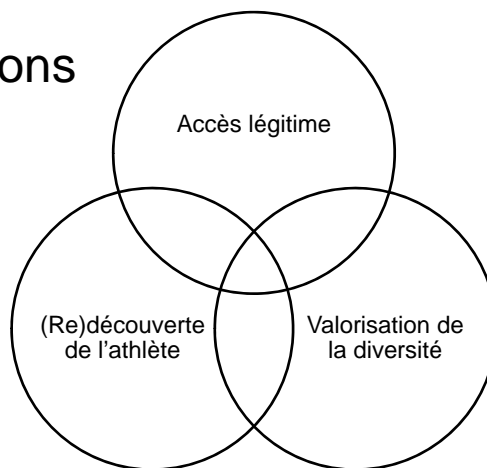 ons
Accès légitime
(Re)découverte
de l'athlète
Valorisation de
la diversité